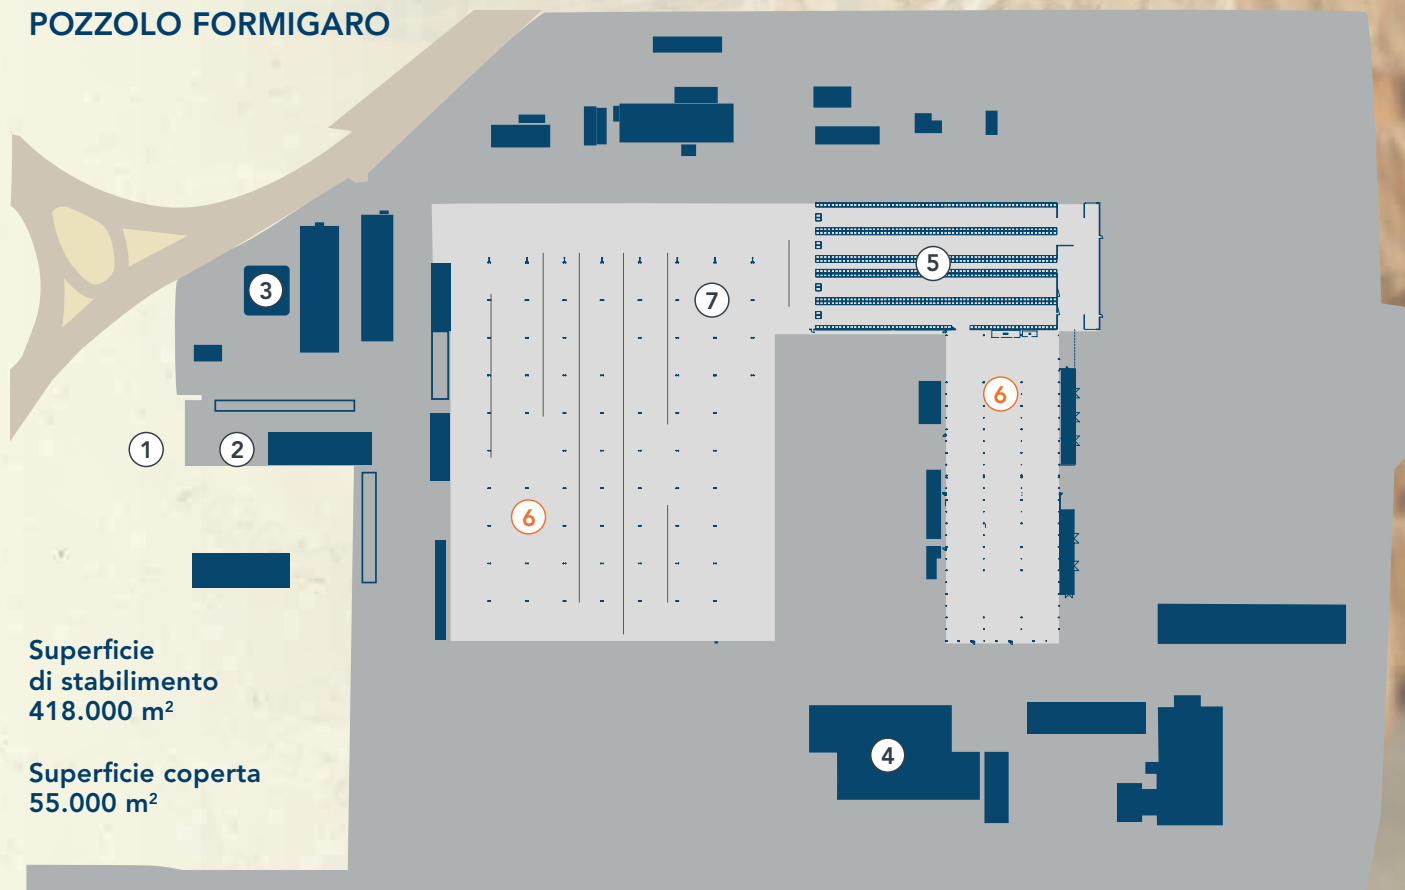 POZZOLO FORMIGARO
5
3
7
6
1
2
6
Superficie
di stabilimento
418.000 m²
4
Superficie coperta
55.000 m²